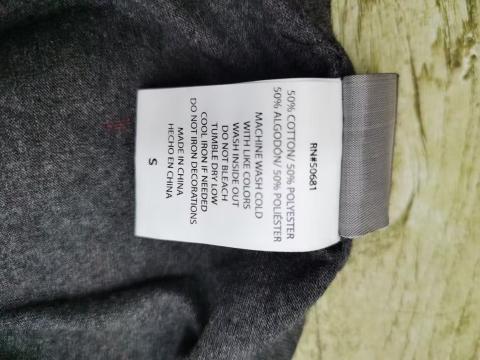 RN#50681
50% COTTON/ 50% POLYESTER
50% ALGODON/ 50% POLIÉSTER
MACHINE WASH COLD
WITH LIKE COLORS
WASH INSIDE OUT
DO NOT BLEACH
TUMBLE DRY LOW
COOL IRON IF NEEDED
DO NOT IRON DECORATIONS
MADE IN CHINA
HECHO EN CHINA
S